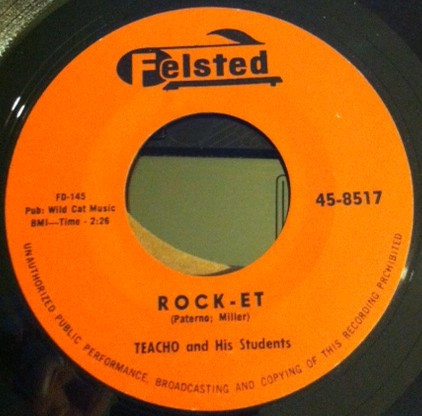 Felsted
FD-145
Pub: Wild Cat Music
BMI—Time - 2:26
45-8517
ROCK-ET
(Paterno; Miller)
TEACHO and His Students
UNAUTHORIZED PUBLIC PERFORMANCE, BROADCASTING AND COPYING OF THIS RECORDING PROHIBITED